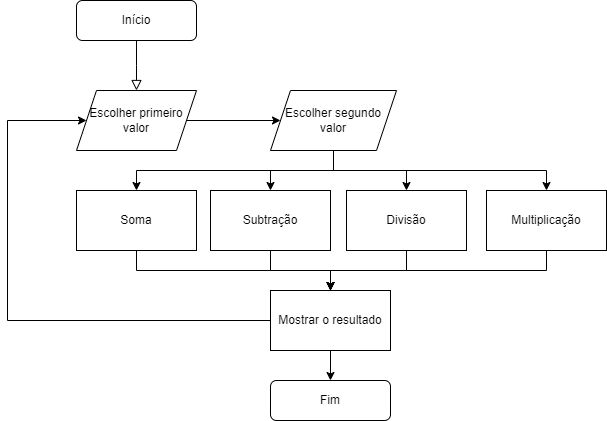 Início
Escolher primeiro
valor
Escolher segundo
valor
Soma
Subtração
Divisão
Multiplicação
Mostrar o resultado
Fim